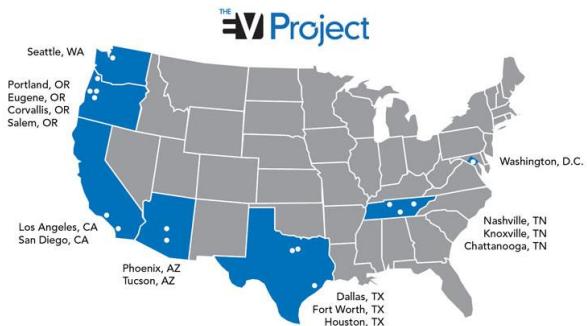 THE
EV Project
Seattle, WA
Portland, OR
Eugene, OR
Corvallis, OR
Salem, OR
Washington, D.C.
Los Angeles, CA
San Diego, CA
Nashville, TN
Knoxville, TN
Chattanooga, TN
Phoenix, AZ
Tucson, AZ
Dallas, TX
Fort Worth, TX
Houston, TX